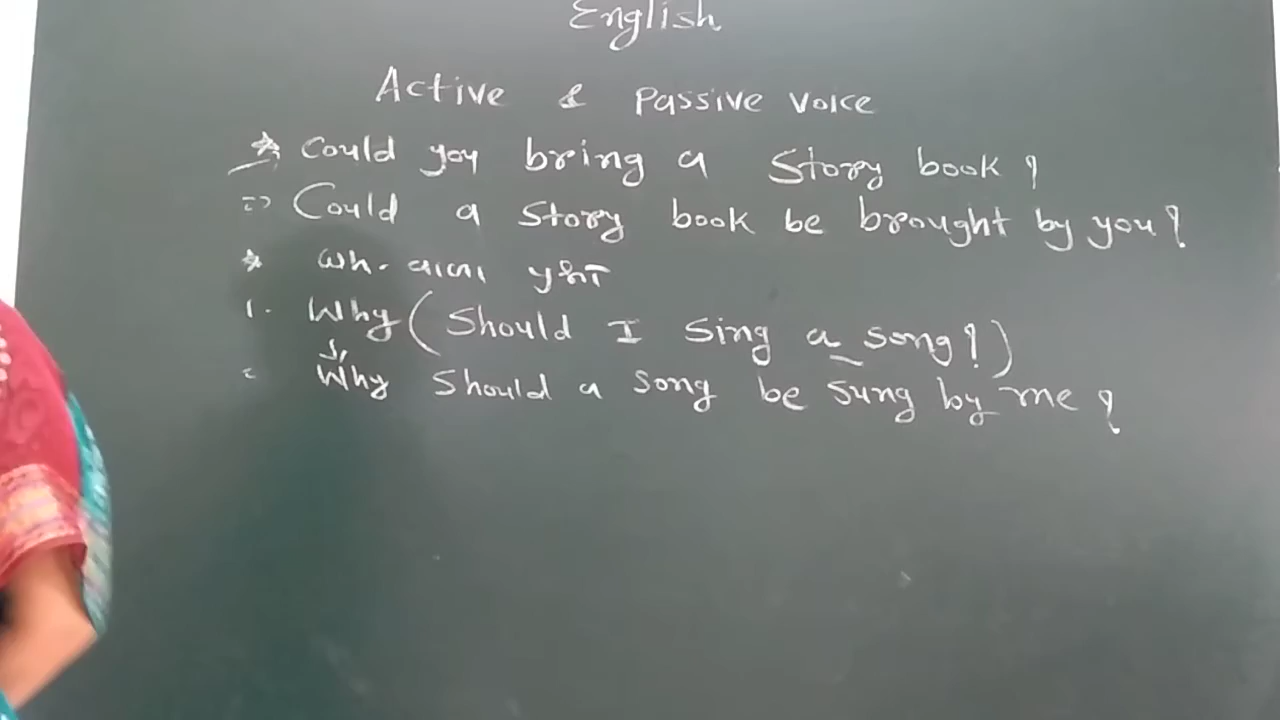 English
Active & Passive Voice
* Could you bring a Story book?
=> Could a Story book be brought by you?
* Wh- वाला प्रश्न
1. Why (Should I Sing a song?)
= Why Should a song be sung by me?